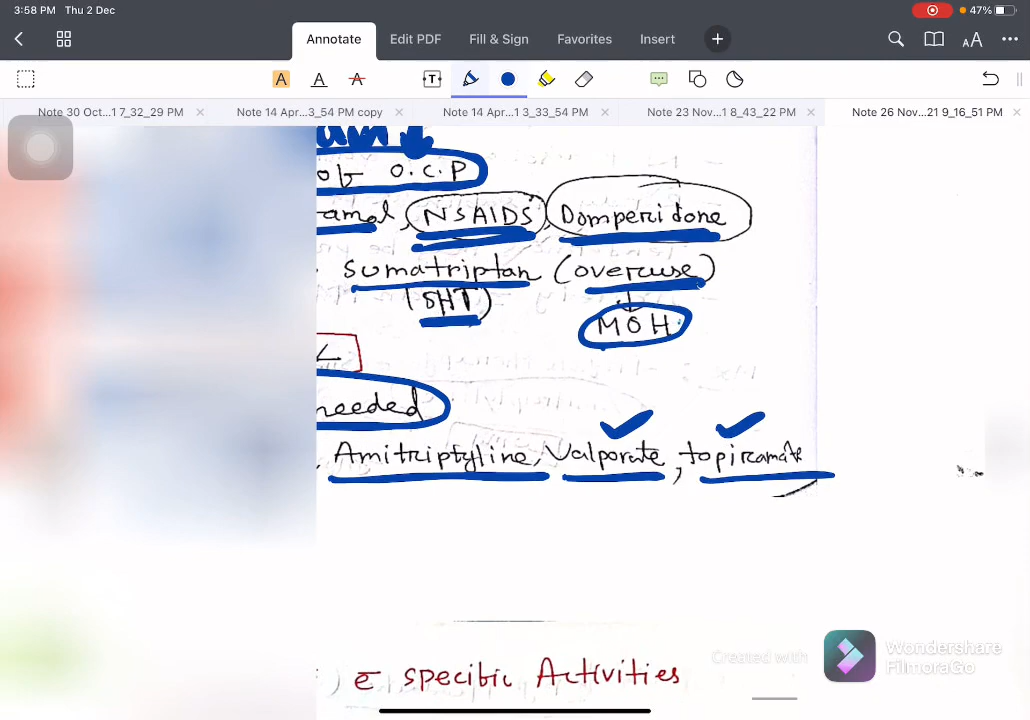 3:58 PM Thu 2 Dec
47%
Annotate Edit PDF Fill & Sign Favorites Insert
Note 30 Oct...1 7_32_29 PM Note 14 Apr...3_54 PM copy Note 14 Apr...1 3_33_54 PM Note 23 Nov...1 8_43_22 PM Note 26 Nov...21 9_16_51 PM
of O.C.P
amol, NSAIDS, Domperidone
sumatriptan (overuse)
(5HT)
MOH
needed
Amitriptyline, Valporate, topiramate
c specific Activities
Created with Wondershare
FilmoraGo